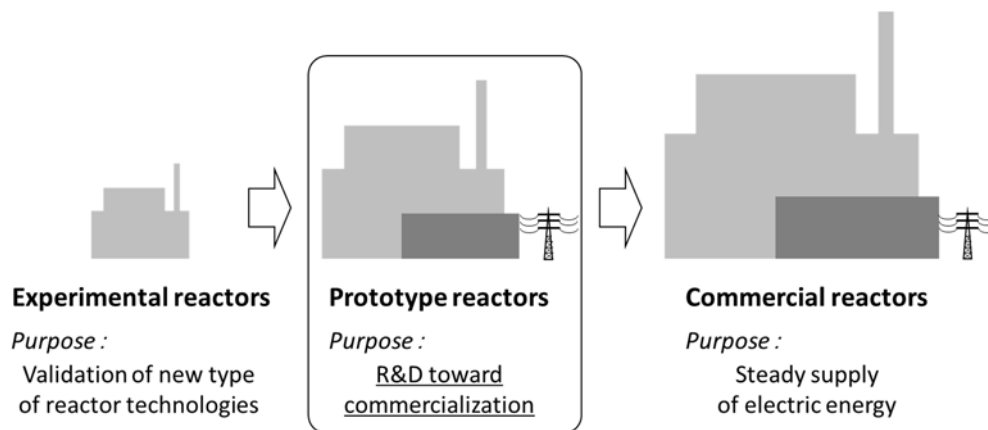 Experimental reactors
Purpose :
Validation of new type
of reactor technologies
Prototype reactors
Purpose :
R&D toward
commercialization
Commercial reactors
Purpose :
Steady supply
of electric energy